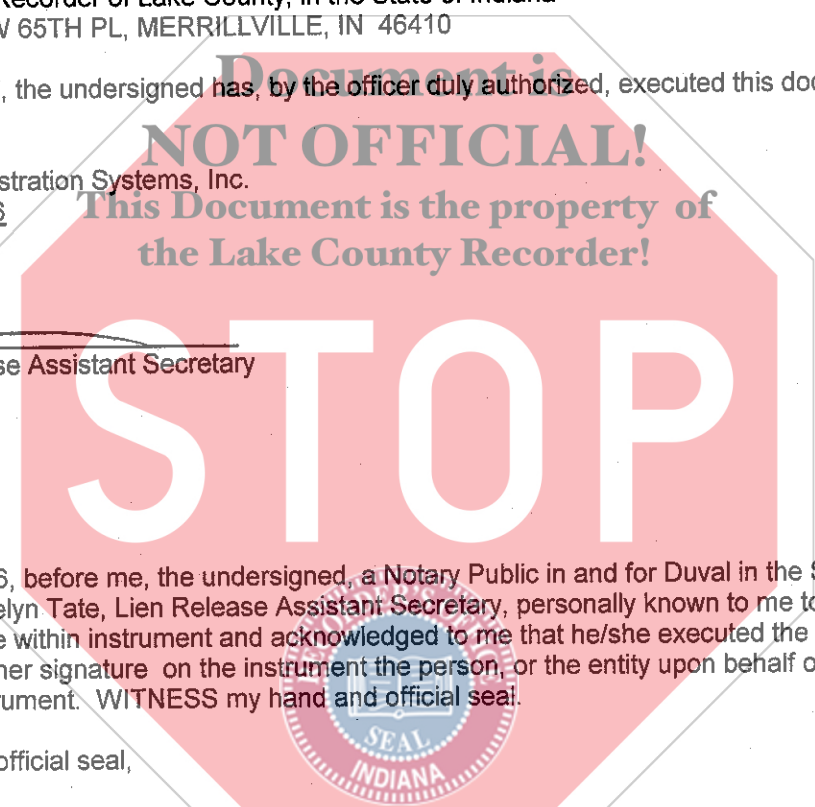 Recorder of Lake County, in the State of Indiana
W 65TH PL, MERRILLVILLE, IN 46410
Document is
, the undersigned has, by the officer duly authorized, executed this doc
NOT OFFICIAL!
stration Systems, Inc.
This Document is the property of
6
the Lake County Recorder!
se Assistant Secretary
STOP
6, before me, the undersigned, a Notary Public in and for Duval in the S
elyn Tate, Lien Release Assistant Secretary, personally known to me to
e within instrument and acknowledged to me that he/she executed the
her signature on the instrument the person, or the entity upon behalf o
rument. WITNESS my hand and official seal.
RECORDER'S OFFICE
SEAL
INDIANA
official seal,